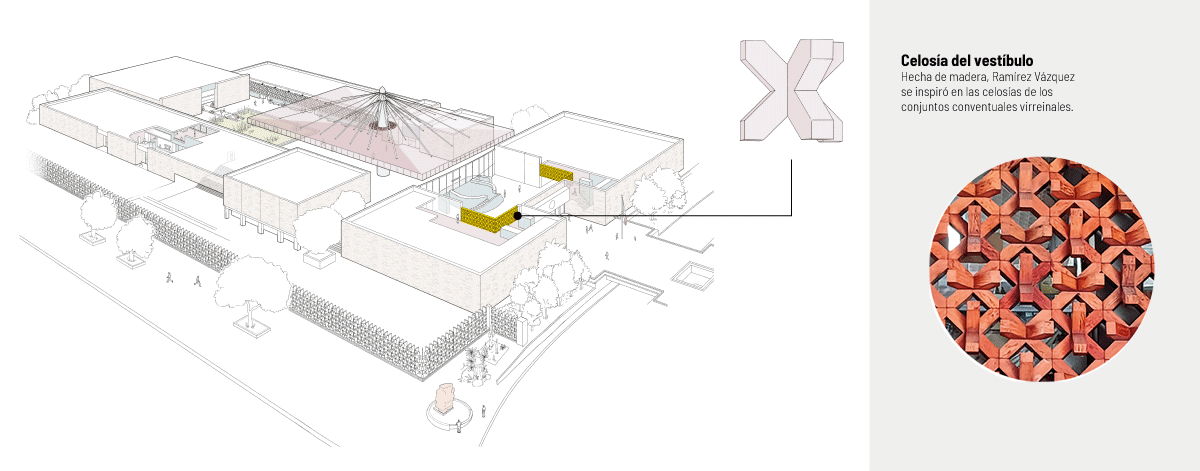 Celosía del vestíbulo
Hecha de madera, Ramírez Vázquez
se inspiró en las celosías de los
conjuntos conventuales virreinales.